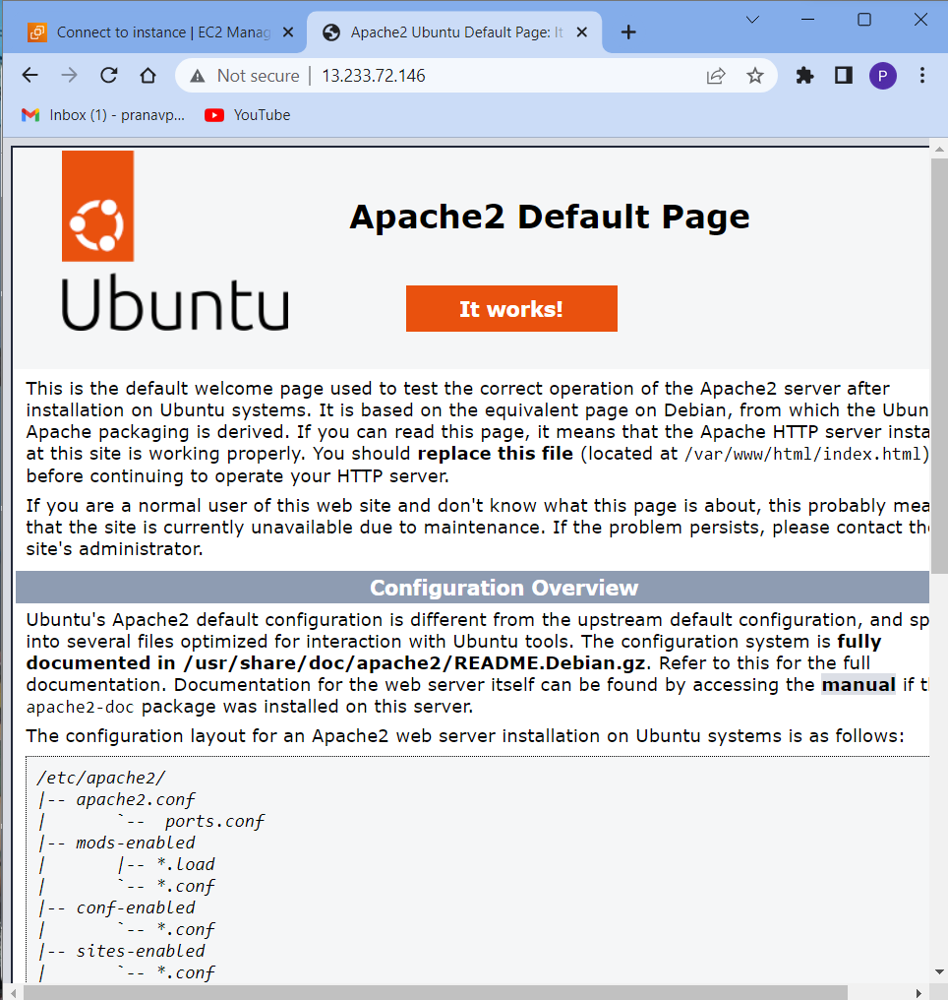 Connect to instance | EC2 Manag
Apache2 Ubuntu Default Page: It
Not secure | 13.233.72.146
P
Inbox (1) - pranavp...
YouTube
Ubuntu
Apache2 Default Page
It works!
This is the default welcome page used to test the correct operation of the Apache2 server after
installation on Ubuntu systems. It is based on the equivalent page on Debian, from which the Ubun
Apache packaging is derived. If you can read this page, it means that the Apache HTTP server insta
at this site is working properly. You should replace this file (located at /var/www/html/index.html)
before continuing to operate your HTTP server.
If you are a normal user of this web site and don't know what this page is about, this probably mea
that the site is currently unavailable due to maintenance. If the problem persists, please contact the
site's administrator.
Configuration Overview
Ubuntu's Apache2 default configuration is different from the upstream default configuration, and sp
into several files optimized for interaction with Ubuntu tools. The configuration system is fully
documented in /usr/share/doc/apache2/README.Debian.gz. Refer to this for the full
documentation. Documentation for the web server itself can be found by accessing the manual if th
apache2-doc package was installed on this server.
The configuration layout for an Apache2 web server installation on Ubuntu systems is as follows:
/etc/apache2/
|-- apache2.conf
|       `--  ports.conf
|-- mods-enabled
|       |-- *.load
|       `-- *.conf
|-- conf-enabled
|       `-- *.conf
|-- sites-enabled
|       `-- *.conf